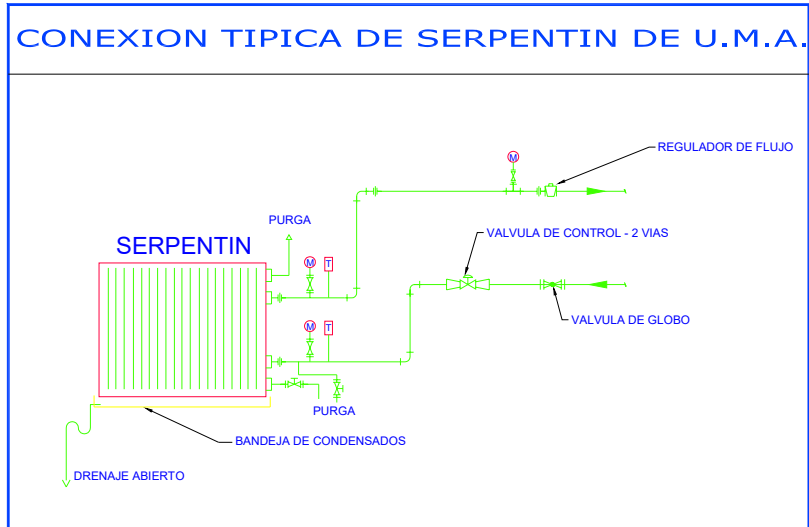 CONEXION TIPICA DE SERPENTIN DE U.M.A.
REGULADOR DE FLUJO
M
PURGA
VALVULA DE CONTROL - 2 VIAS
SERPENTIN
M T
VALVULA DE GLOBO
M T
PURGA
BANDEJA DE CONDENSADOS
DRENAJE ABIERTO